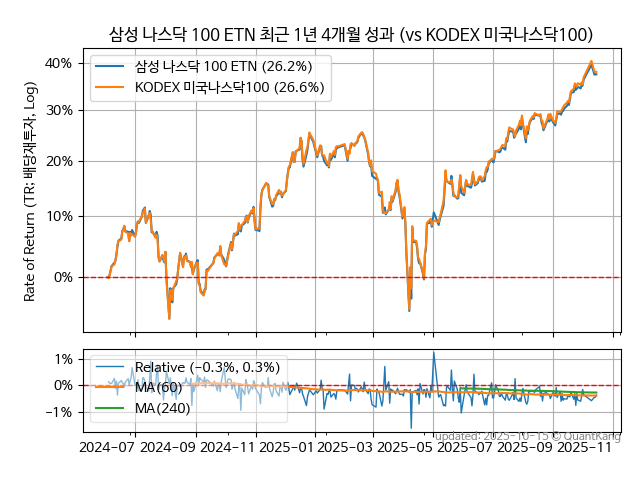 삼성 나스닥 100 ETN 최근 1년 4개월 성과 (vs KODEX 미국나스닥100)
Rate of Return (TR: 배당재투자, Log)
40%
30%
20%
10%
0%
삼성 나스닥 100 ETN (26.2%)
KODEX 미국나스닥100 (26.6%)
1%
0%
−1%
Relative (−0.3%, 0.3%)
MA(60)
MA(240)
2024-07 2024-09 2024-11 2025-01 2025-03 2025-05 2025-07 2025-09 2025-11
updated: 2025-10-15 © QuantKang